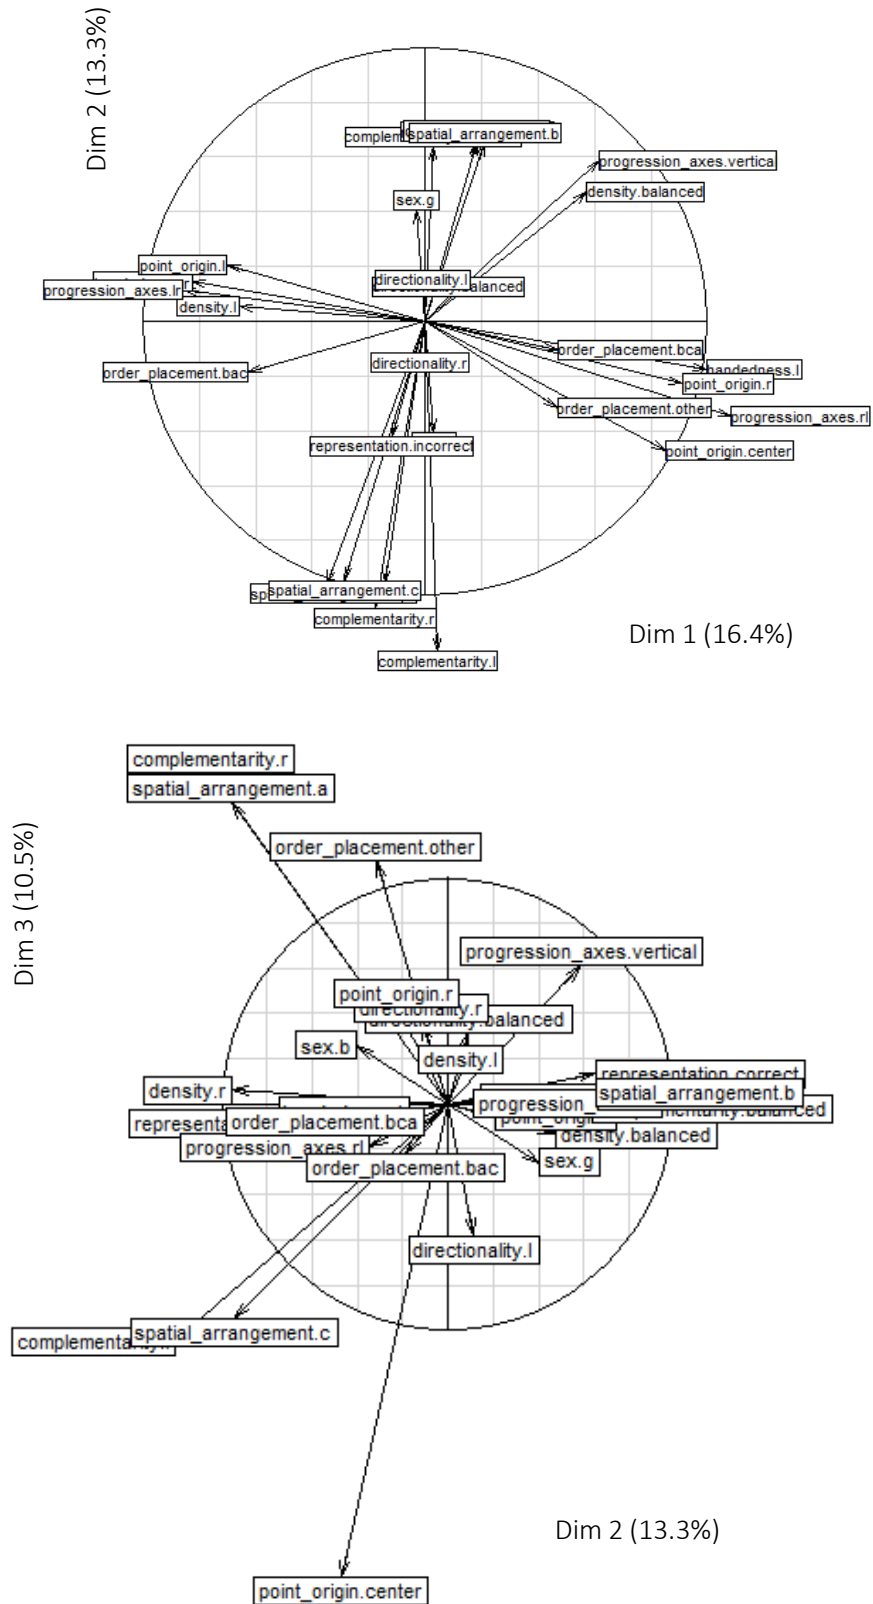 Dim 2 (13.3%)
spatial_arrangement.b
progression_axes.vertical
density.balanced
sex.g
point_origin.l
directionality.l
progression_axes.lr
density.l
order_placement.bca
directionality.r
handedness.l
order_placement.bac
point_origin.r
order_placement.other
progression_axes.rl
representation.incorrect
point_origin.center
spatial_arrangement.c
complementarity.r
Dim 1 (16.4%)
complementarity.l
complementarity.r
spatial_arrangement.a
Dim 3 (10.5%)
order_placement.other
progression_axes.vertical
point_origin.r
directionality.r
directionality.balanced
sex.b
density.l
representation.correct
density.r
spatial_arrangement.b
order_placement.bca
density.balanced
progression_axes.rl
order_placement.bac
sex.g
directionality.l
spatial_arrangement.c
Dim 2 (13.3%)
point_origin.center